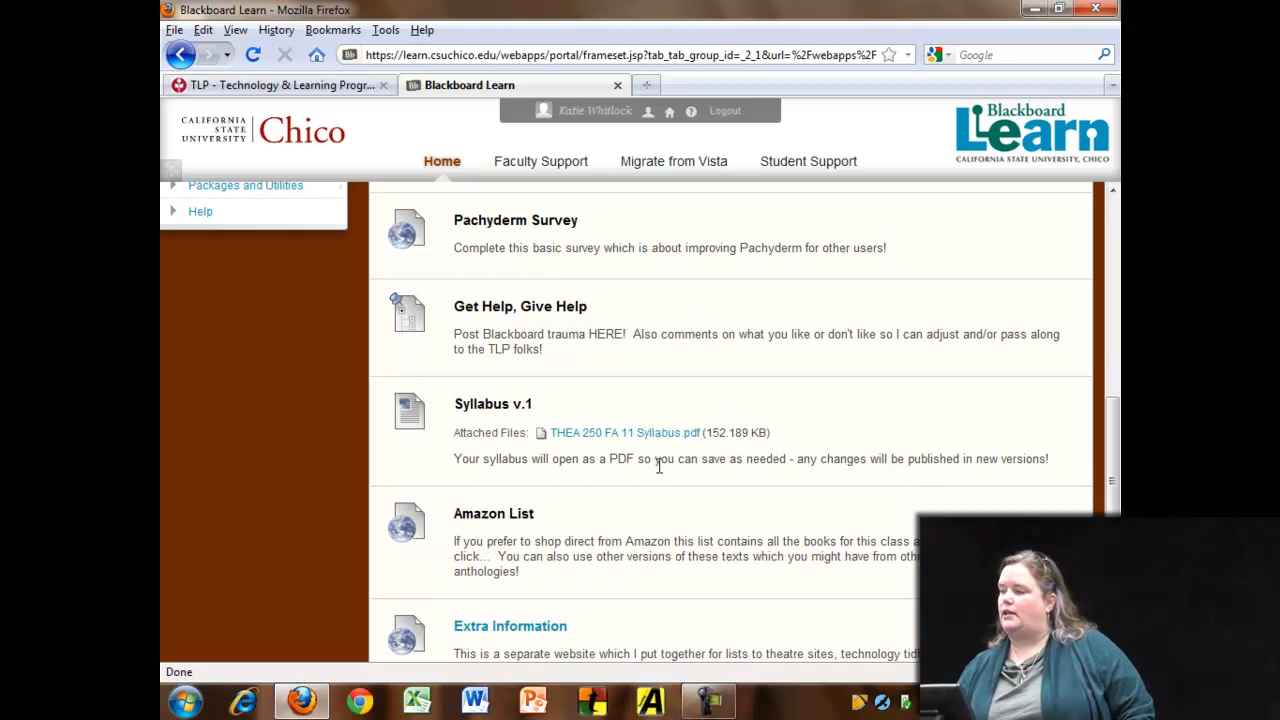 Blackboard Learn - Mozilla Firefox
File Edit View History Bookmarks Tools Help
https://learn.csuchico.edu/webapps/portal/frameset.jsp?tab_tab_group_id=_2_1&url=%2Fwebapps%2F
Google
TLP - Technology & Learning Progr...
Bb Blackboard Learn
Katie Whitlock
Logout
CALIFORNIA
STATE
UNIVERSITY
Chico
Blackboard
Learn
CALIFORNIA STATE UNIVERSITY, CHICO
Home Faculty Support Migrate from Vista Student Support
Packages and Utilities
Help
Pachyderm Survey
Complete this basic survey which is about improving Pachyderm for other users!
Get Help, Give Help
Post Blackboard trauma HERE! Also comments on what you like or don't like so I can adjust and/or pass along
to the TLP folks!
Syllabus v.1
Attached Files: THEA 250 FA 11 Syllabus.pdf (152.189 KB)
Your syllabus will open as a PDF so you can save as needed - any changes will be published in new versions!
Amazon List
If you prefer to shop direct from Amazon this list contains all the books for this class
click... You can also use other versions of these texts which you might have from
anthologies!
Extra Information
This is a separate website which I put together for lists to theatre sites, technology
Done